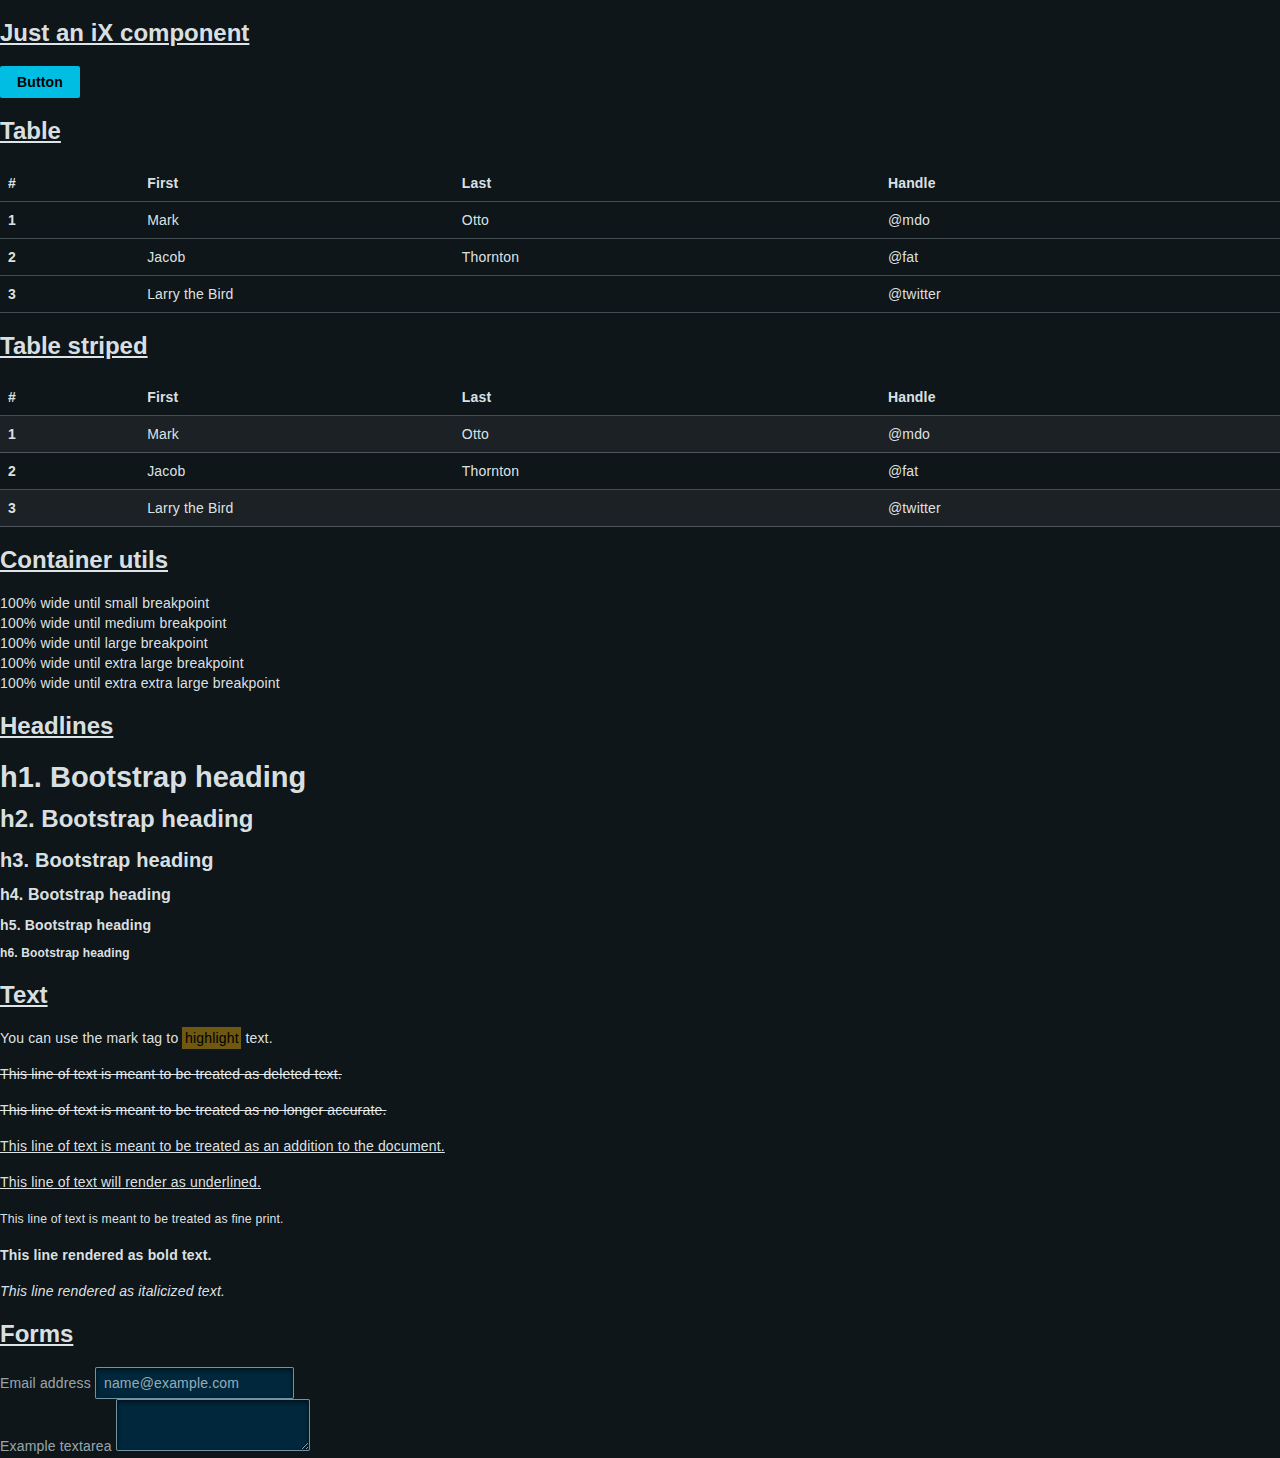 Just an iX component
Button
Table
# First Last Handle
1 Mark Otto @mdo
2 Jacob Thornton @fat
3 Larry the Bird @twitter
Table striped
# First Last Handle
1 Mark Otto @mdo
2 Jacob Thornton @fat
3 Larry the Bird @twitter
Container utils
100% wide until small breakpoint
100% wide until medium breakpoint
100% wide until large breakpoint
100% wide until extra large breakpoint
100% wide until extra extra large breakpoint
Headlines
h1. Bootstrap heading
h2. Bootstrap heading
h3. Bootstrap heading
h4. Bootstrap heading
h5. Bootstrap heading
h6. Bootstrap heading
Text
You can use the mark tag to highlight text.
This line of text is meant to be treated as deleted text.
This line of text is meant to be treated as no longer accurate.
This line of text is meant to be treated as an addition to the document.
This line of text will render as underlined.
This line of text is meant to be treated as fine print.
This line rendered as bold text.
This line rendered as italicized text.
Forms
Email address name@example.com
Example textarea